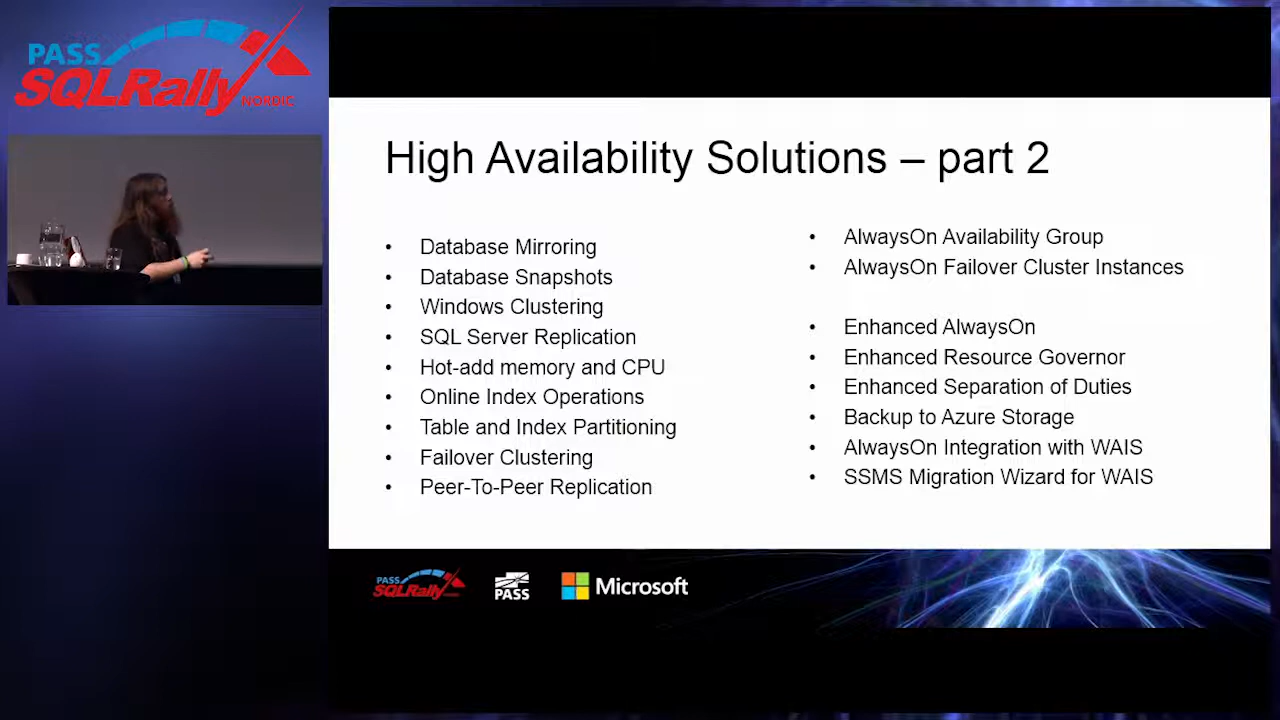 PASS
SQLRally
NORDIC
High Availability Solutions – part 2
• Database Mirroring
• Database Snapshots
• Windows Clustering
• SQL Server Replication
• Hot-add memory and CPU
• Online Index Operations
• Table and Index Partitioning
• Failover Clustering
• Peer-To-Peer Replication
• AlwaysOn Availability Group
• AlwaysOn Failover Cluster Instances
• Enhanced AlwaysOn
• Enhanced Resource Governor
• Enhanced Separation of Duties
• Backup to Azure Storage
• AlwaysOn Integration with WAIS
• SSMS Migration Wizard for WAIS
PASS
SQLRally
PASS
Microsoft